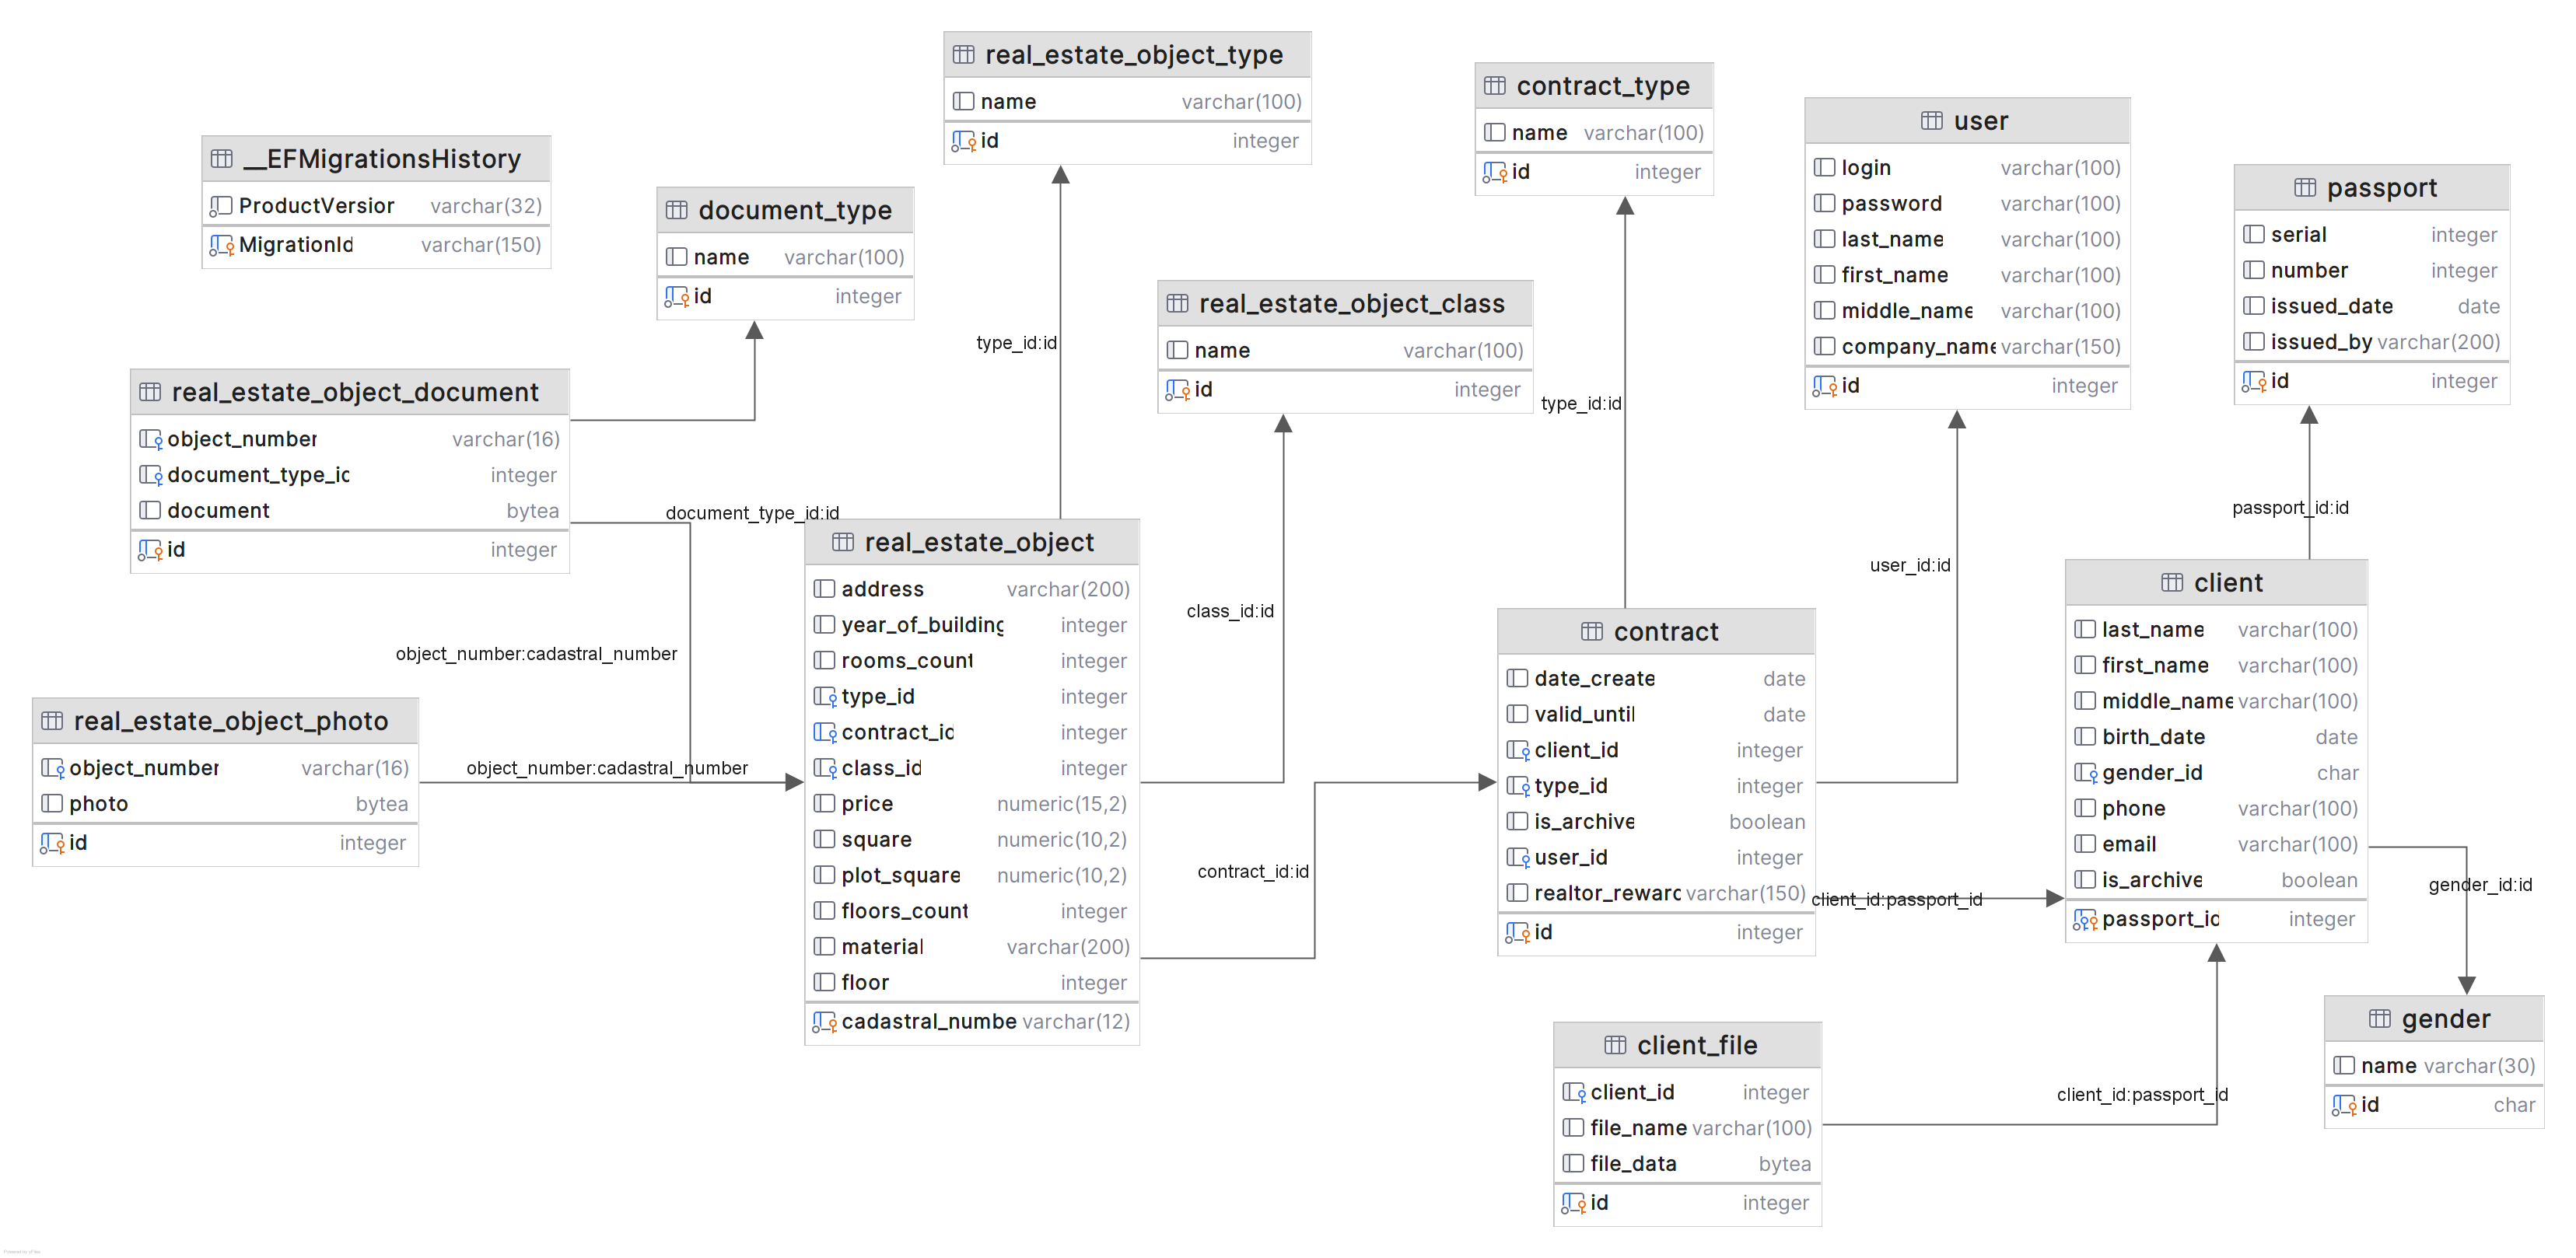 real_estate_object_type
name varchar(100)
id integer
contract_type
name varchar(100)
id integer
user
login varchar(100)
password varchar(100)
last_name varchar(100)
first_name varchar(100)
middle_name varchar(100)
company_name varchar(150)
id integer
__EFMigrationsHistory
ProductVersior varchar(32)
MigrationId varchar(150)
passport
serial integer
number integer
issued_date date
issued_by varchar(200)
id integer
document_type
name varchar(100)
id integer
real_estate_object_class
name varchar(100)
id integer
type_id:id
type_id:id
real_estate_object_document
object_number varchar(16)
document_type_ic integer
document bytea
id integer
document_type_id:id
passport_id:id
user_id:id
class_id:id
object_number:cadastral_number
real_estate_object
address varchar(200)
year_of_building integer
rooms_count integer
type_id integer
contract_id integer
class_id integer
price numeric(15,2)
square numeric(10,2)
plot_square numeric(10,2)
floors_count integer
material varchar(200)
floor integer
cadastral_numbe varchar(12)
real_estate_object_photo
object_number varchar(16)
photo bytea
id integer
object_number:cadastral_number
contract_id:id
contract
date_create date
valid_until date
client_id integer
type_id integer
is_archive boolean
user_id integer
realtor_rewarc varchar(150)
id integer
client_id:passport_id
client
last_name varchar(100)
first_name varchar(100)
middle_name varchar(100)
birth_date date
gender_id char
phone varchar(100)
email varchar(100)
is_archive boolean
passport_id integer
gender_id:id
gender
name varchar(30)
id char
client_file
client_id integer
file_name varchar(100)
file_data bytea
id integer
client_id:passport_id